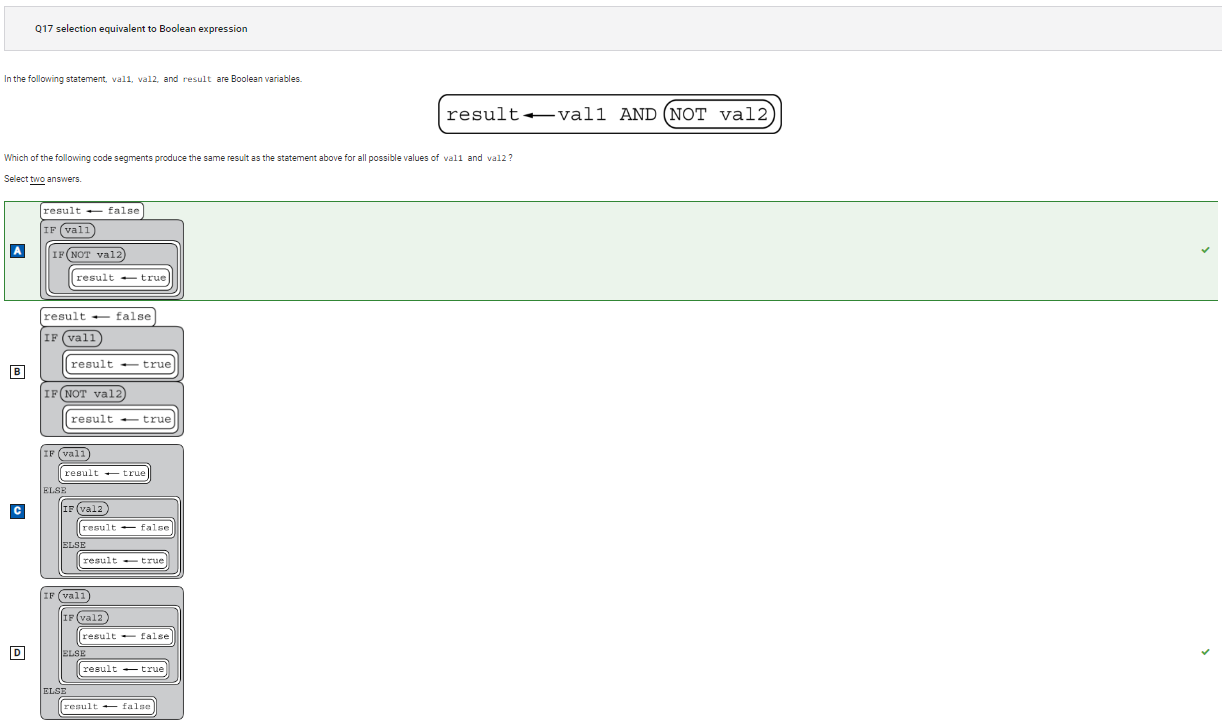 Q17 selection equivalent to Boolean expression
In the following statement, val1, val2, and result are Boolean variables.
result ← val1 AND NOT val2
Which of the following code segments produce the same result as the statement above for all possible values of val1 and val2 ?
Select two answers.
A
result ← false
IF val1
IF NOT val2
result ← true
B
result ← false
IF val1
result ← true
IF NOT val2
result ← true
C
IF val1
result ← true
ELSE
IF val2
result ← false
ELSE
result ← true
D
IF val1
IF val2
result ← false
ELSE
result ← true
ELSE
result ← false